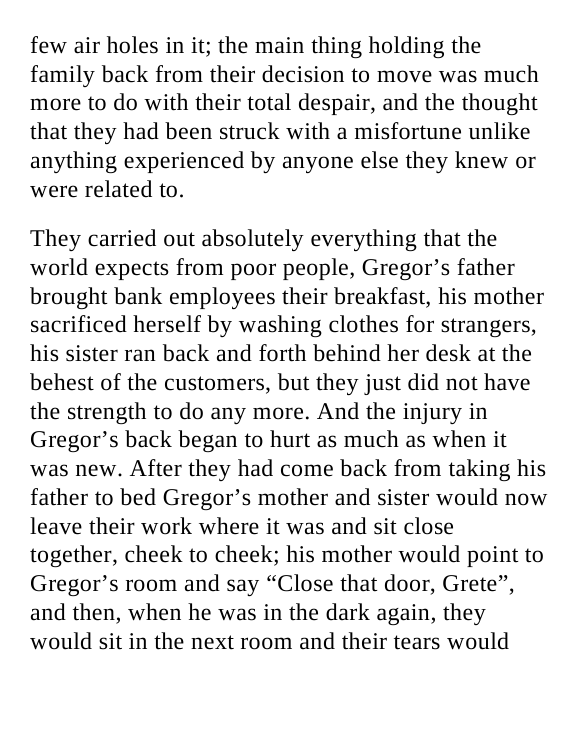 few air holes in it; the main thing holding the
family back from their decision to move was much
more to do with their total despair, and the thought
that they had been struck with a misfortune unlike
anything experienced by anyone else they knew or
were related to.
They carried out absolutely everything that the
world expects from poor people, Gregor’s father
brought bank employees their breakfast, his mother
sacrificed herself by washing clothes for strangers,
his sister ran back and forth behind her desk at the
behest of the customers, but they just did not have
the strength to do any more. And the injury in
Gregor’s back began to hurt as much as when it
was new. After they had come back from taking his
father to bed Gregor’s mother and sister would now
leave their work where it was and sit close
together, cheek to cheek; his mother would point to
Gregor’s room and say “Close that door, Grete”,
and then, when he was in the dark again, they
would sit in the next room and their tears would